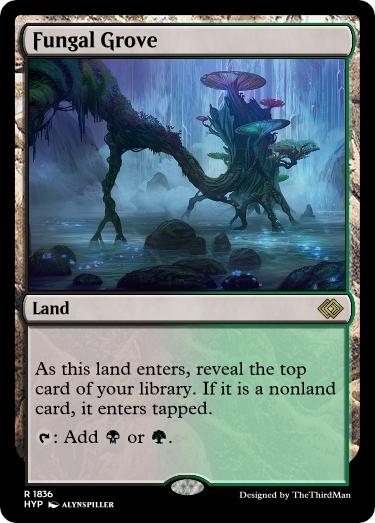 Fungal Grove
Land
As this land enters, reveal the top
card of your library. If it is a nonland
card, it enters tapped.
: Add or .
R 1836
HYP ALYNSPILLER
Designed by TheThirdMan